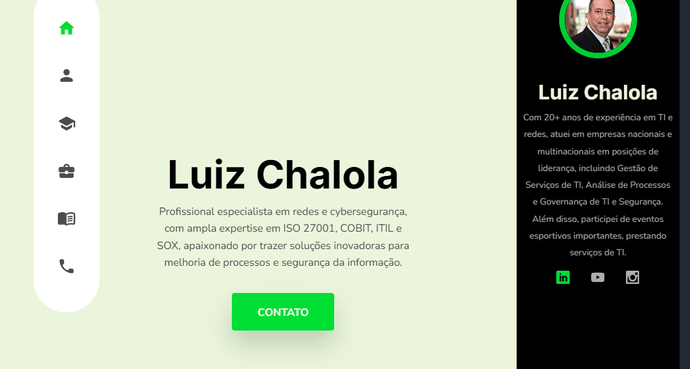 Luiz Chalola
Profissional especialista em redes e cybersegurança,
com ampla expertise em ISO 27001, COBIT, ITIL e
SOX, apaixonado por trazer soluções inovadoras para
melhoria de processos e segurança da informação.
CONTATO
Luiz Chalola
Com 20+ anos de experiência em TI e
redes, atuei em empresas nacionais e
multinacionais em posições de
liderança, incluindo Gestão de
Serviços de TI, Análise de Processos
e Governança de TI e Segurança.
Além disso, participei de eventos
esportivos importantes, prestando
serviços de TI.
in